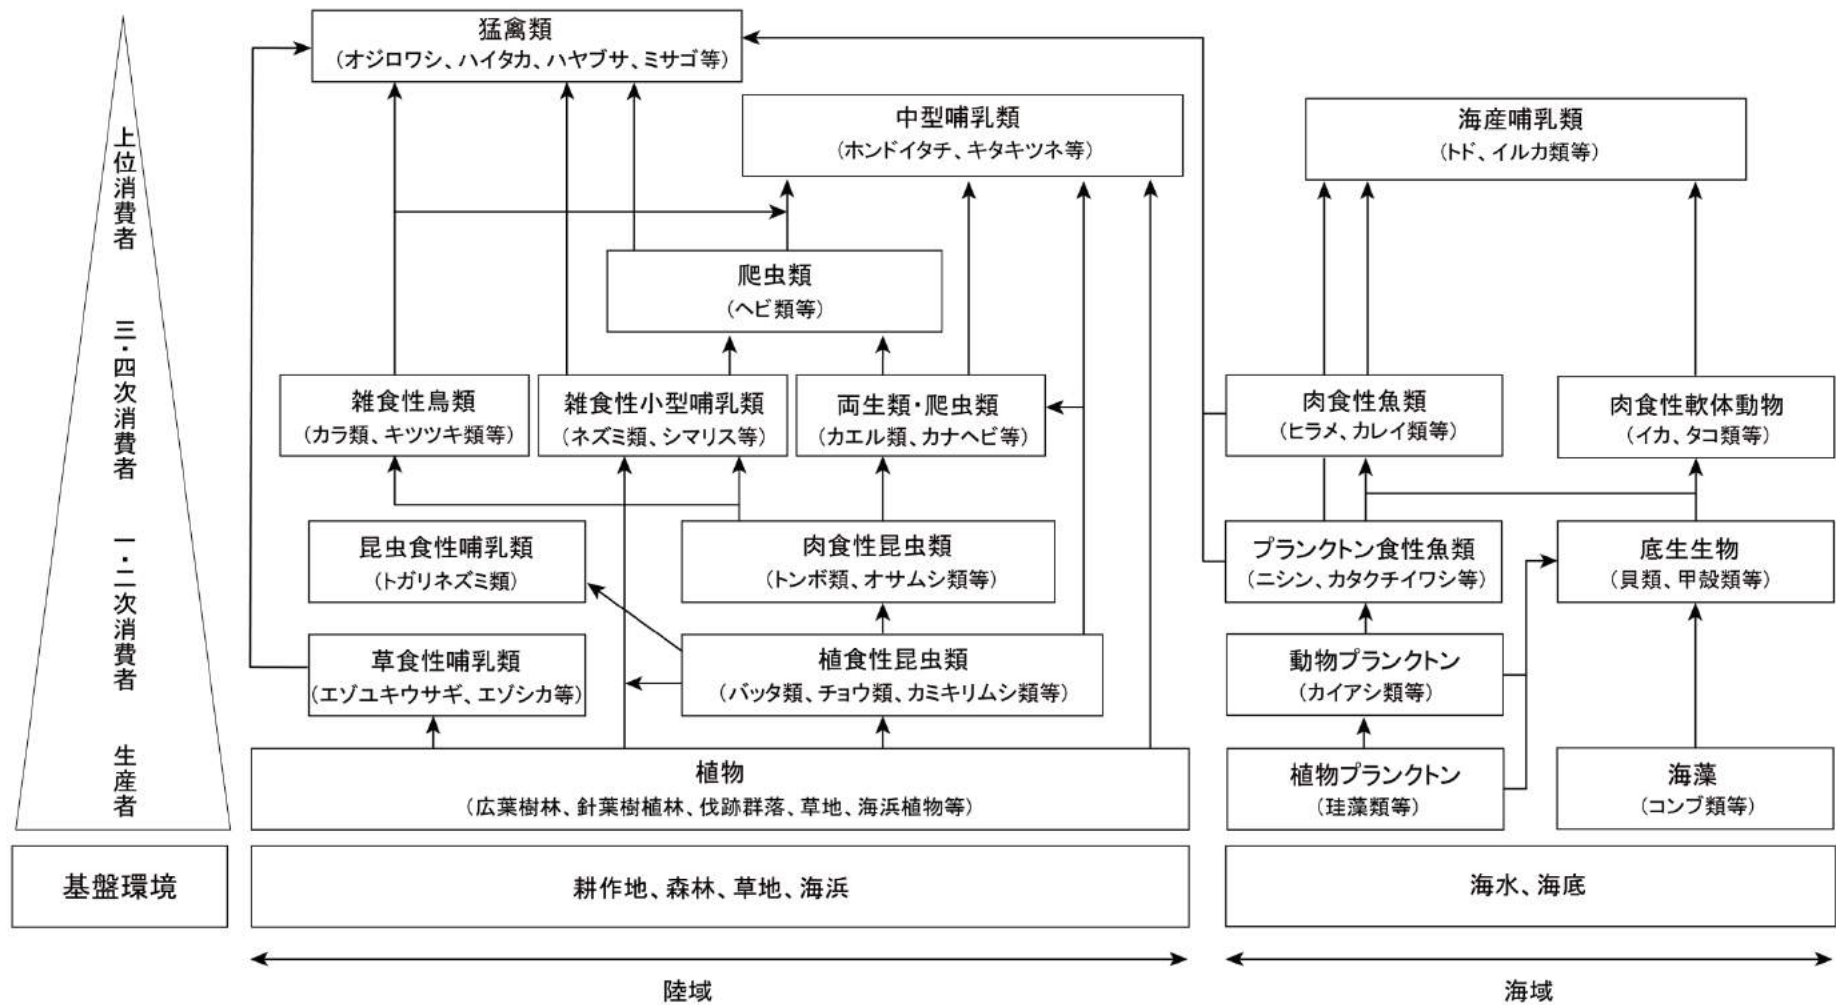 猛禽類
(オジロワシ、ハイタカ、ハヤブサ、ミサゴ等)
中型哺乳類
(ホンドイタチ、キタキツネ等)
海産哺乳類
(トド、イルカ類等)
上位消費者
爬虫類
(ヘビ類等)
三・四次消費者
雑食性鳥類
(カラ類、キツツキ類等)
雑食性小型哺乳類
(ネズミ類、シマリス等)
両生類・爬虫類
(カエル類、カナヘビ等)
肉食性魚類
(ヒラメ、カレイ類等)
肉食性軟体動物
(イカ、タコ類等)
一・二次消費者
昆虫食性哺乳類
(トガリネズミ類)
肉食性昆虫類
(トンボ類、オサムシ類等)
プランクトン食性魚類
(ニシン、カタクチイワシ等)
底生生物
(貝類、甲殻類等)
草食性哺乳類
(エゾユキウサギ、エゾシカ等)
植食性昆虫類
(バッタ類、チョウ類、カミキリムシ類等)
動物プランクトン
(カイアシ類等)
生産者
植物
(広葉樹林、針葉樹植林、伐跡群落、草地、海浜植物等)
植物プランクトン
(珪藻類等)
海藻
(コンブ類等)
基盤環境
耕作地、森林、草地、海浜
海水、海底
陸域
海域